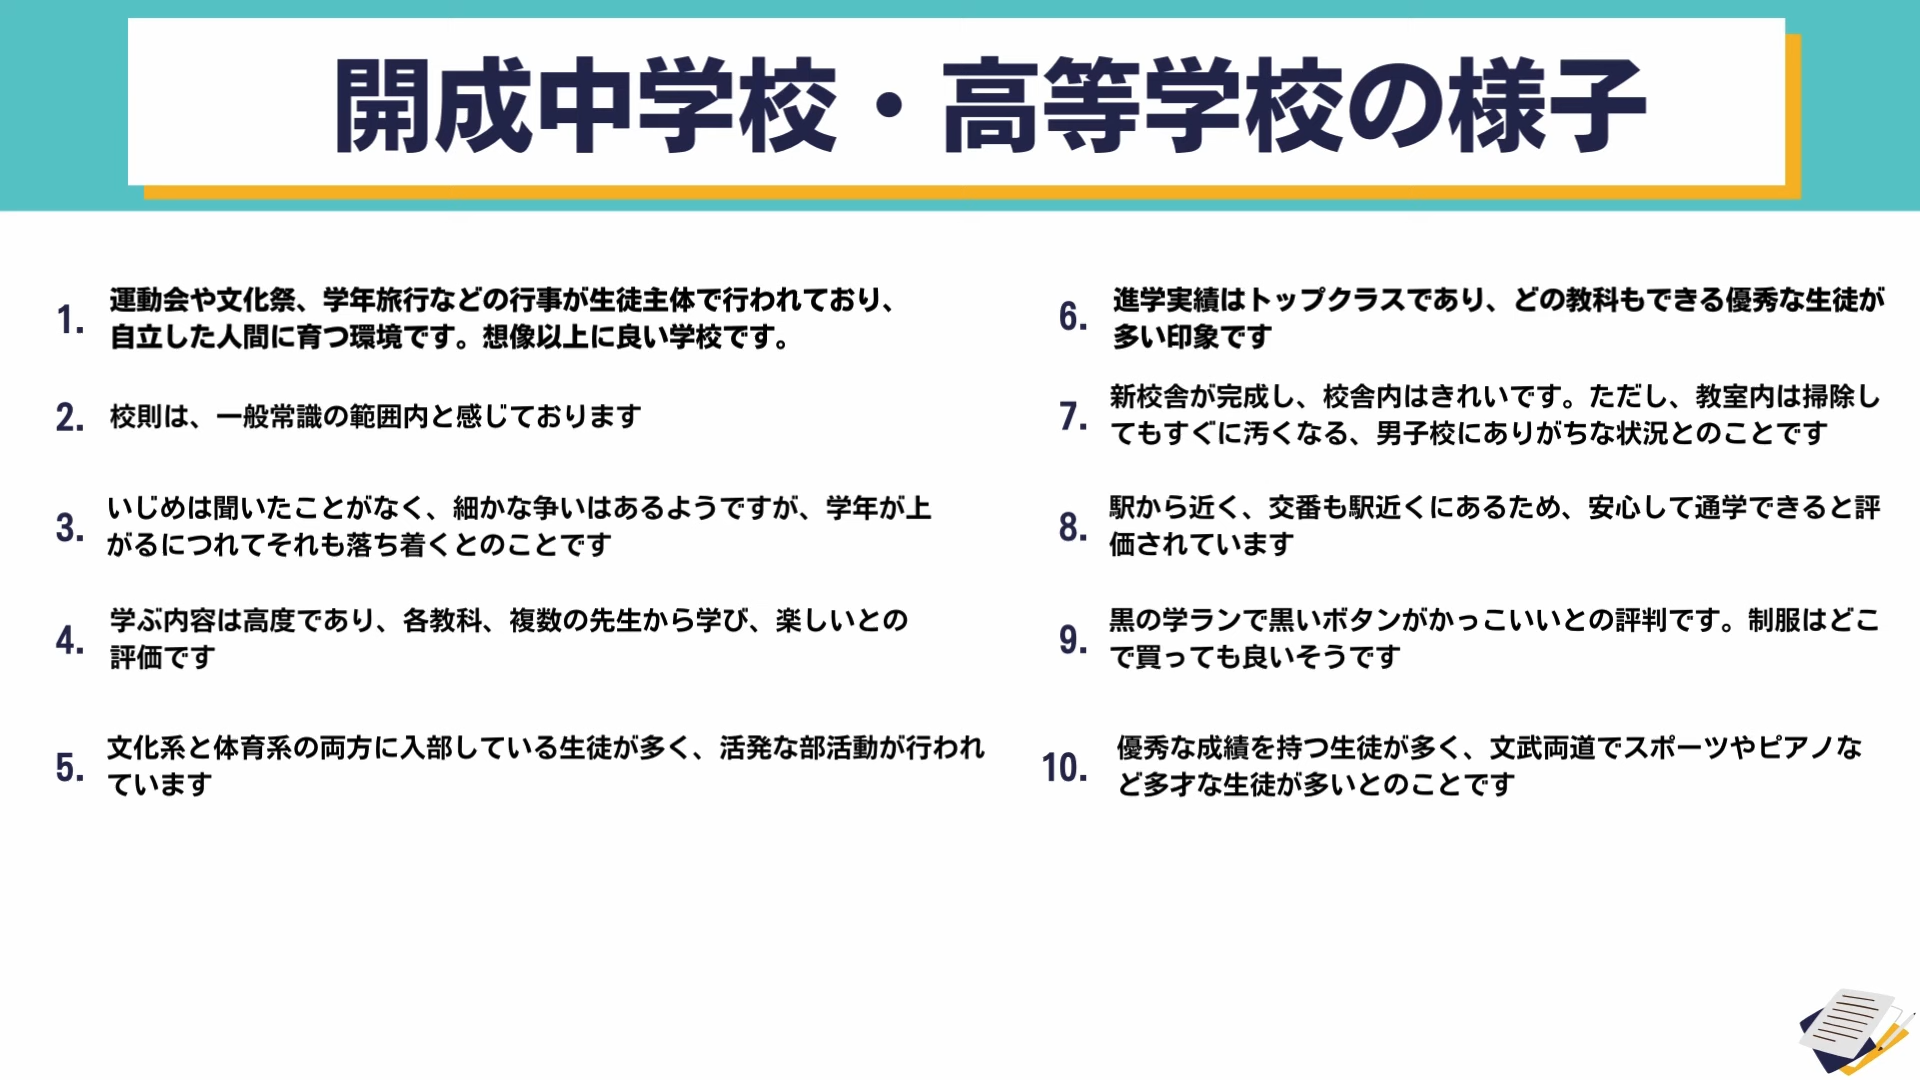 開成中学校・高等学校の様子
1. 運動会や文化祭、学年旅行などの行事が生徒主体で行われており、
自立した人間に育つ環境です。想像以上に良い学校です。
2. 校則は、一般常識の範囲内と感じております
3. いじめは聞いたことがなく、細かな争いはあるようですが、学年が上
がるにつれてそれも落ち着くとのことです
4. 学ぶ内容は高度であり、各教科、複数の先生から学び、楽しいとの
評価です
5. 文化系と体育系の両方に入部している生徒が多く、活発な部活動が行われ
ています
6. 進学実績はトップクラスであり、どの教科もできる優秀な生徒が
多い印象です
7. 新校舎が完成し、校舎内はきれいです。ただし、教室内は掃除し
てもすぐに汚くなる、男子校にありがちな状況とのことです
8. 駅から近く、交番も駅近くにあるため、安心して通学できると評
価されています
9. 黒の学ランで黒いボタンがかっこいいとの評判です。制服はどこ
で買っても良いそうです
10. 優秀な成績を持つ生徒が多く、文武両道でスポーツやピアノな
ど多才な生徒が多いとのことです